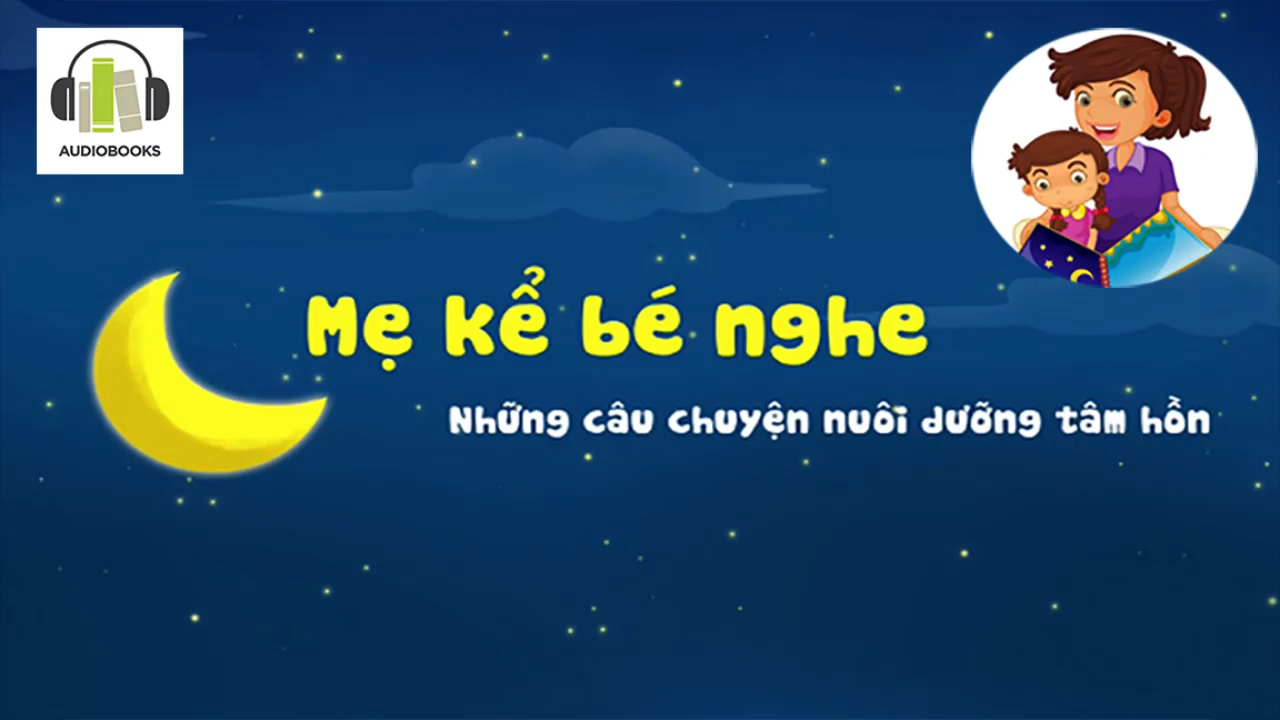 AUDIOBOOKS
Mẹ kể bé nghe
Những câu chuyện nuôi dưỡng tâm hồn